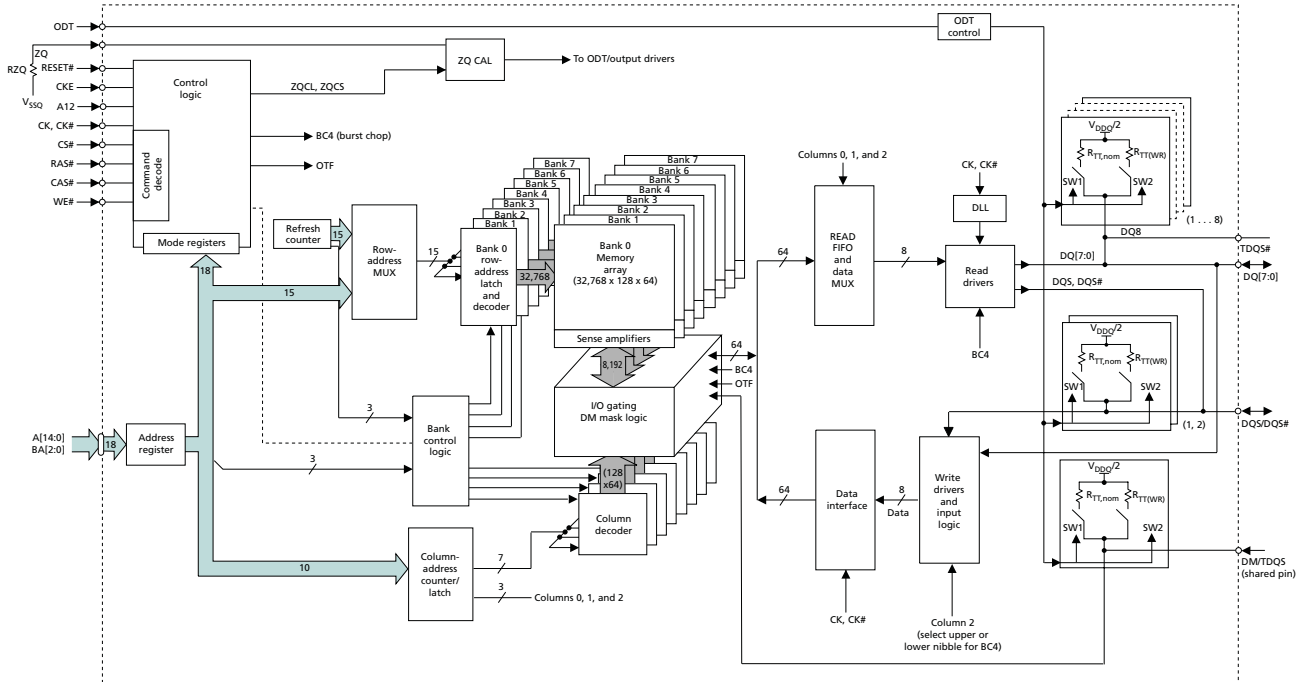 ODT
ODT
control
ZQ
RZQ
RESET#
ZQ CAL
To ODT/output drivers
CKE
Control
logic
ZQCL, ZQCS
VSSQ
A12
CK, CK#
BC4 (burst chop)
CS#
RAS#
OTF
CAS#
WE#
Command
decode
Mode registers
Refresh
counter
15
Row-
address
MUX
15
Bank 7
Bank 6
Bank 5
Bank 4
Bank 3
Bank 2
Bank 1
Bank 0
row-
address
latch
and
decoder
32,768
Bank 7
Bank 6
Bank 5
Bank 4
Bank 3
Bank 2
Bank 1
Bank 0
Memory
array
(32,768 x 128 x 64)
Sense amplifiers
8,192
I/O gating
DM mask logic
64
BC4
OTF
18
15
A[14:0]
BA[2:0]
18
Address
register
3
3
Bank
control
logic
(128
x64)
Column
decoder
10
Column-
address
counter/
latch
7
3
Columns 0, 1, and 2
Columns 0, 1, and 2
64
READ
FIFO
and
data
MUX
8
CK, CK#
DLL
Read
drivers
BC4
DQ8
DQ[7:0]
DQS, DQS#
VDDQ/2
RTT,nom
RTT(WR)
SW1
SW2
(1 . . . 8)
TDQS#
DQ[7:0]
VDDQ/2
RTT,nom
RTT(WR)
SW1
SW2
(1, 2)
DQS/DQS#
64
Data
interface
8
Data
Write
drivers
and
input
logic
CK, CK#
Column 2
(select upper or
lower nibble for BC4)
VDDQ/2
RTT,nom
RTT(WR)
SW1
SW2
DM/TDQS
(shared pin)